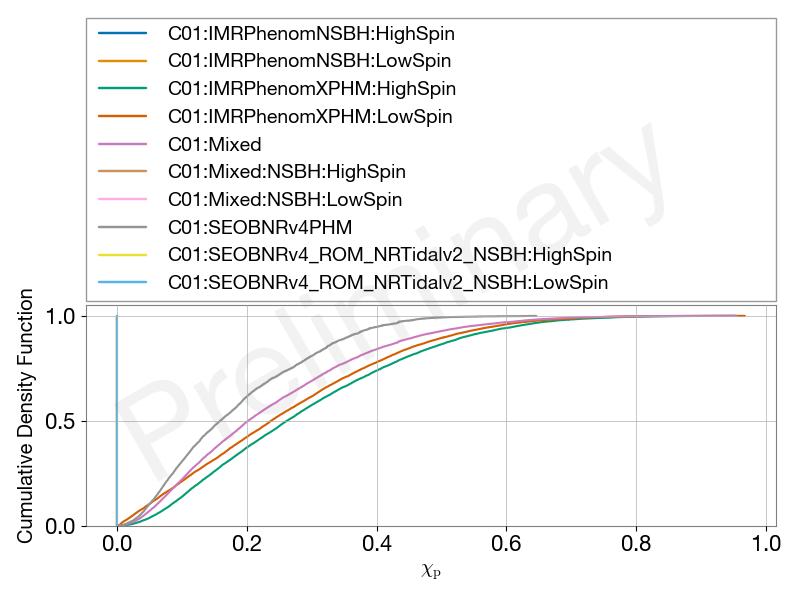 C01:IMRPhenomNSBH:HighSpin
C01:IMRPhenomNSBH:LowSpin
C01:IMRPhenomXPHM:HighSpin
C01:IMRPhenomXPHM:LowSpin
C01:Mixed
C01:Mixed:NSBH:HighSpin
C01:Mixed:NSBH:LowSpin
C01:SEOBNRv4PHM
C01:SEOBNRv4_ROM_NRTidalv2_NSBH:HighSpin
C01:SEOBNRv4_ROM_NRTidalv2_NSBH:LowSpin
Preliminary
Cumulative Density Function
1.0
0.5
0.0
0.0 0.2 0.4 0.6 0.8 1.0
χp